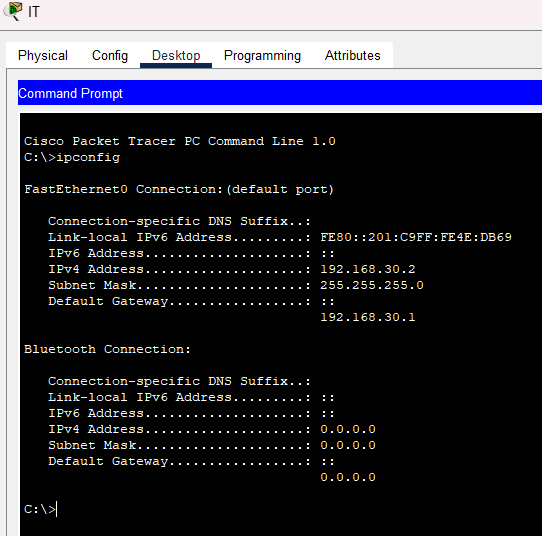 IT
Physical Config Desktop Programming Attributes
Command Prompt
Cisco Packet Tracer PC Command Line 1.0
C:\>ipconfig
FastEthernet0 Connection:(default port)
Connection-specific DNS Suffix..:
Link-local IPv6 Address.........: FE80::201:C9FF:FE4E:DB69
IPv6 Address....................: ::
IPv4 Address....................: 192.168.30.2
Subnet Mask.....................: 255.255.255.0
Default Gateway.................: ::
192.168.30.1
Bluetooth Connection:
Connection-specific DNS Suffix..:
Link-local IPv6 Address.........: ::
IPv6 Address....................: ::
IPv4 Address....................: 0.0.0.0
Subnet Mask.....................: 0.0.0.0
Default Gateway.................: ::
0.0.0.0
C:\>